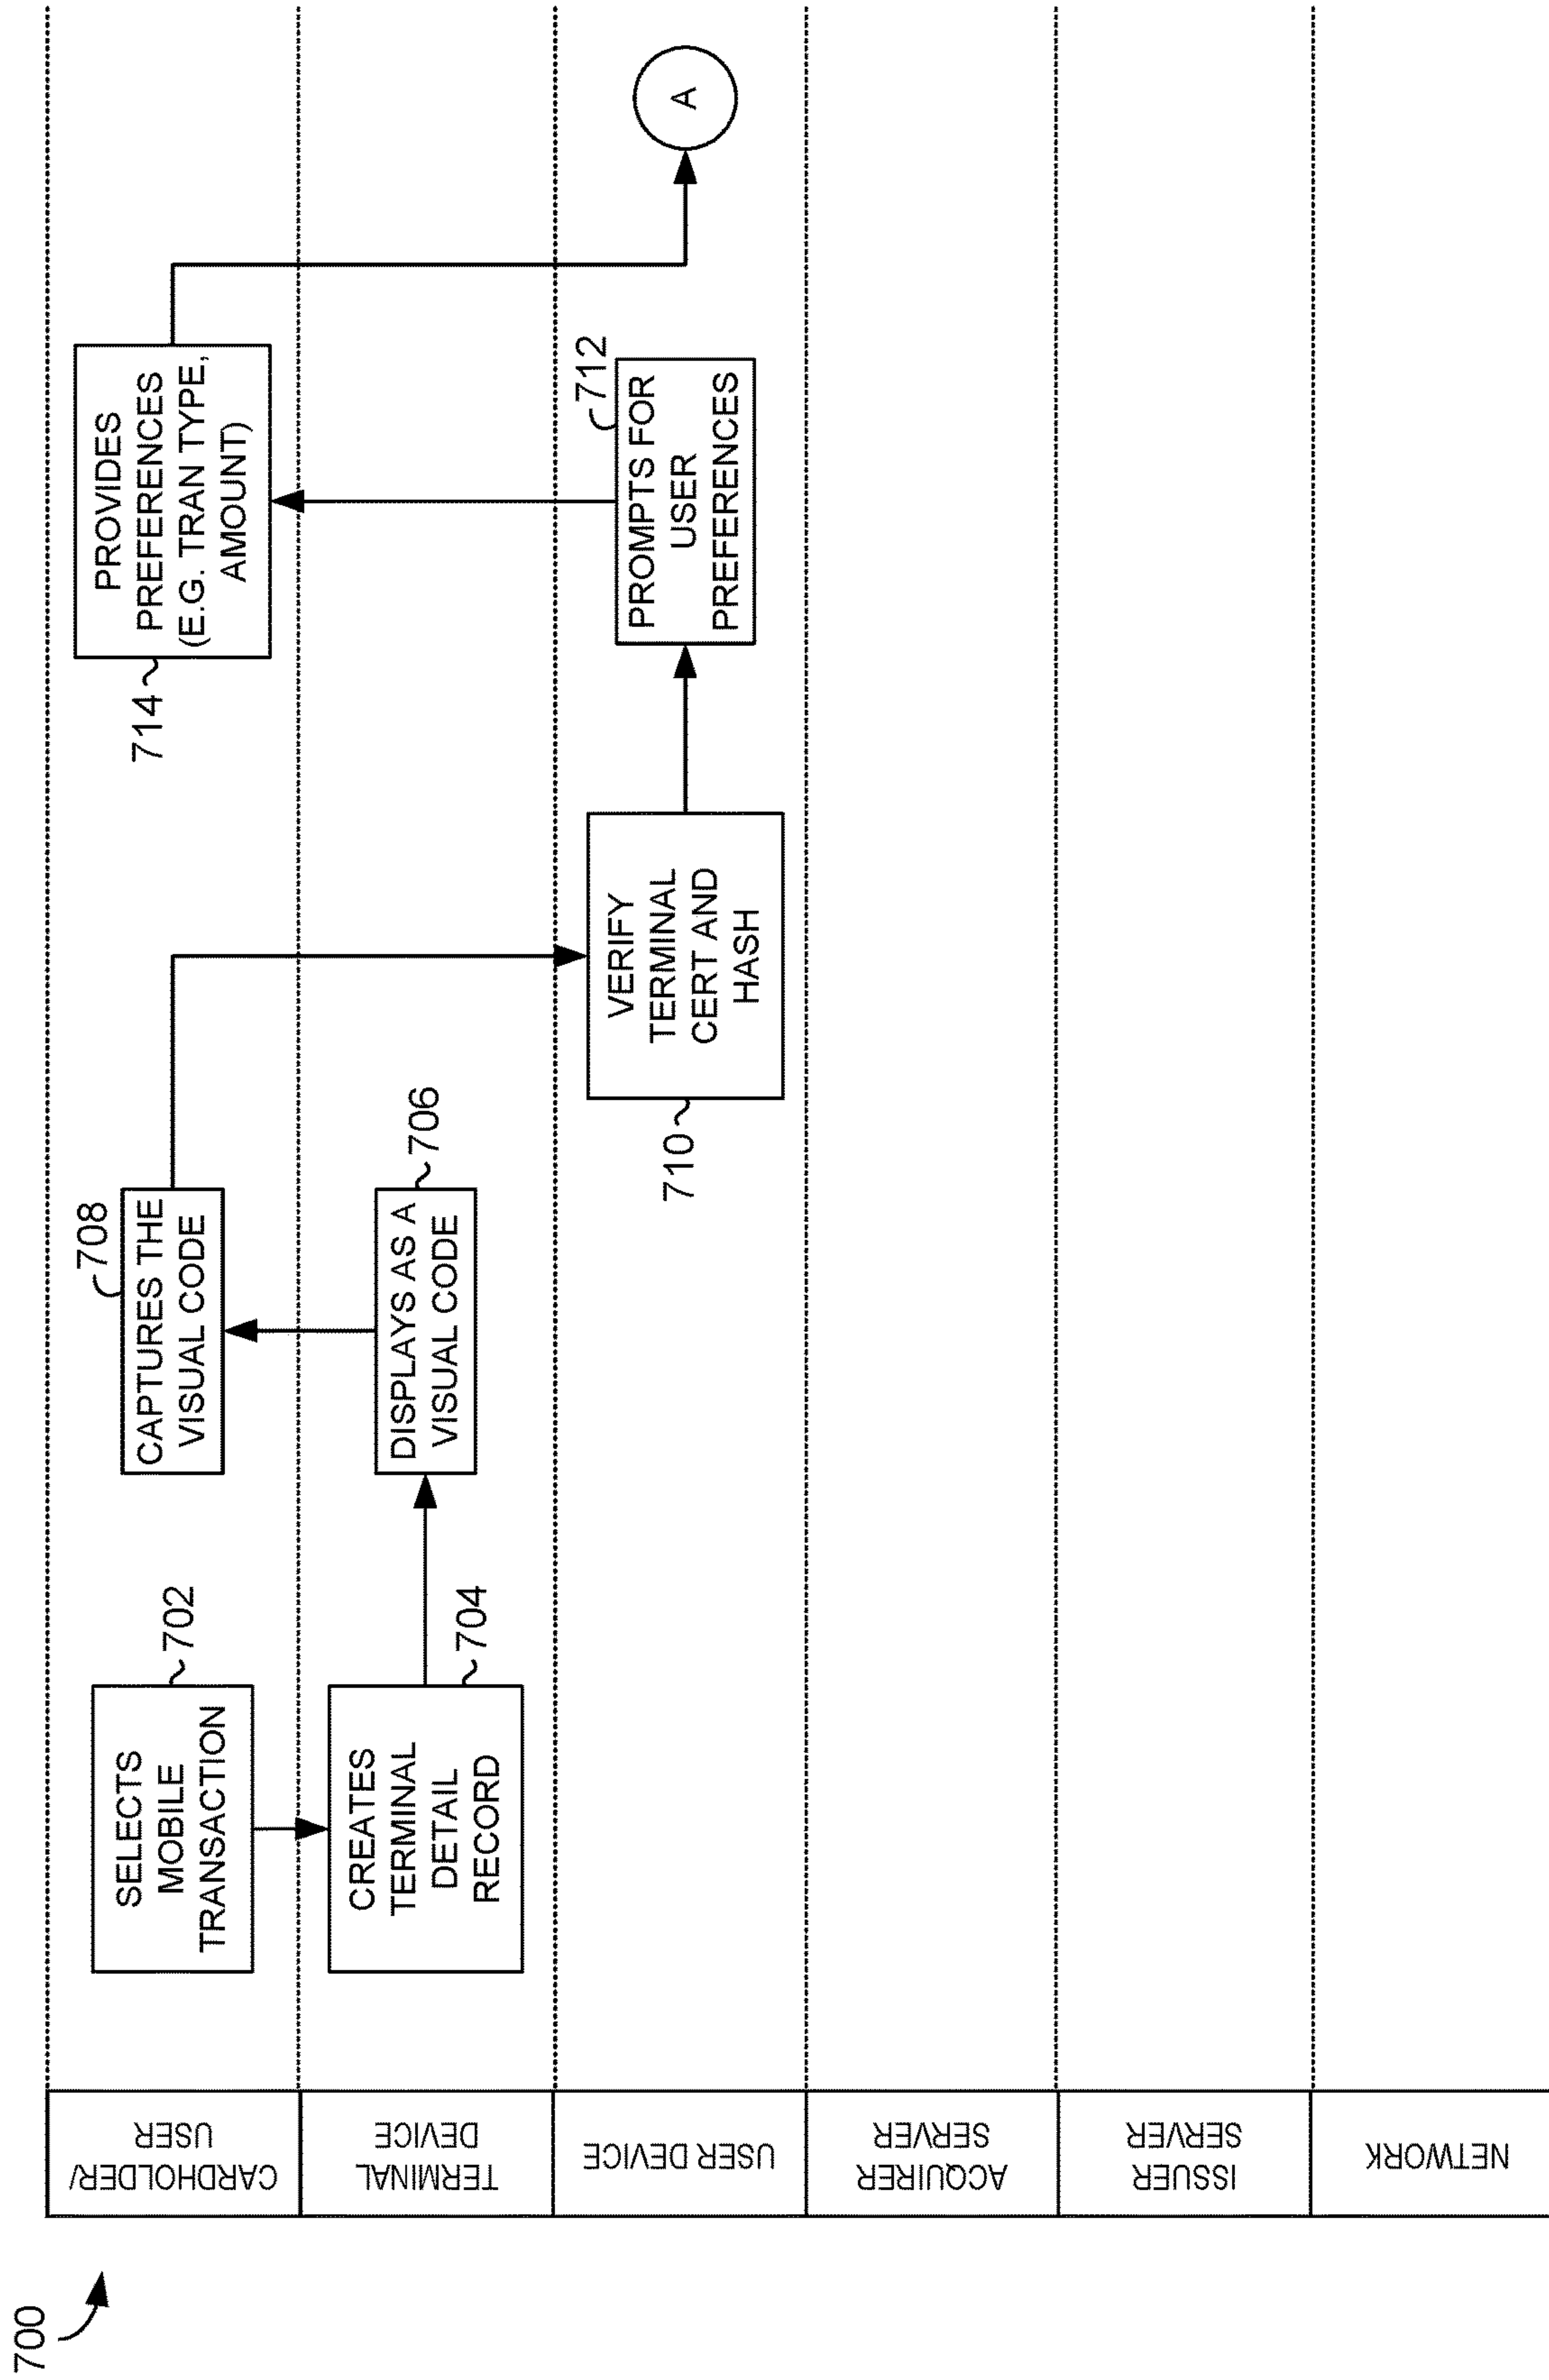 700
CARDHOLDER/
USER
TERMINAL
DEVICE
USER DEVICE
ACQUIRER
SERVER
ISSUER
SERVER
NETWORK
SELECTS
MOBILE
TRANSACTION
702
CREATES
TERMINAL
DETAIL
RECORD
704
DISPLAYS AS A
VISUAL CODE
706
CAPTURES THE
VISUAL CODE
708
VERIFY
TERMINAL
CERT AND
HASH
710
PROMPTS FOR
USER
PREFERENCES
712
PROVIDES
PREFERENCES
(E.G. TRAN TYPE,
AMOUNT)
714
A